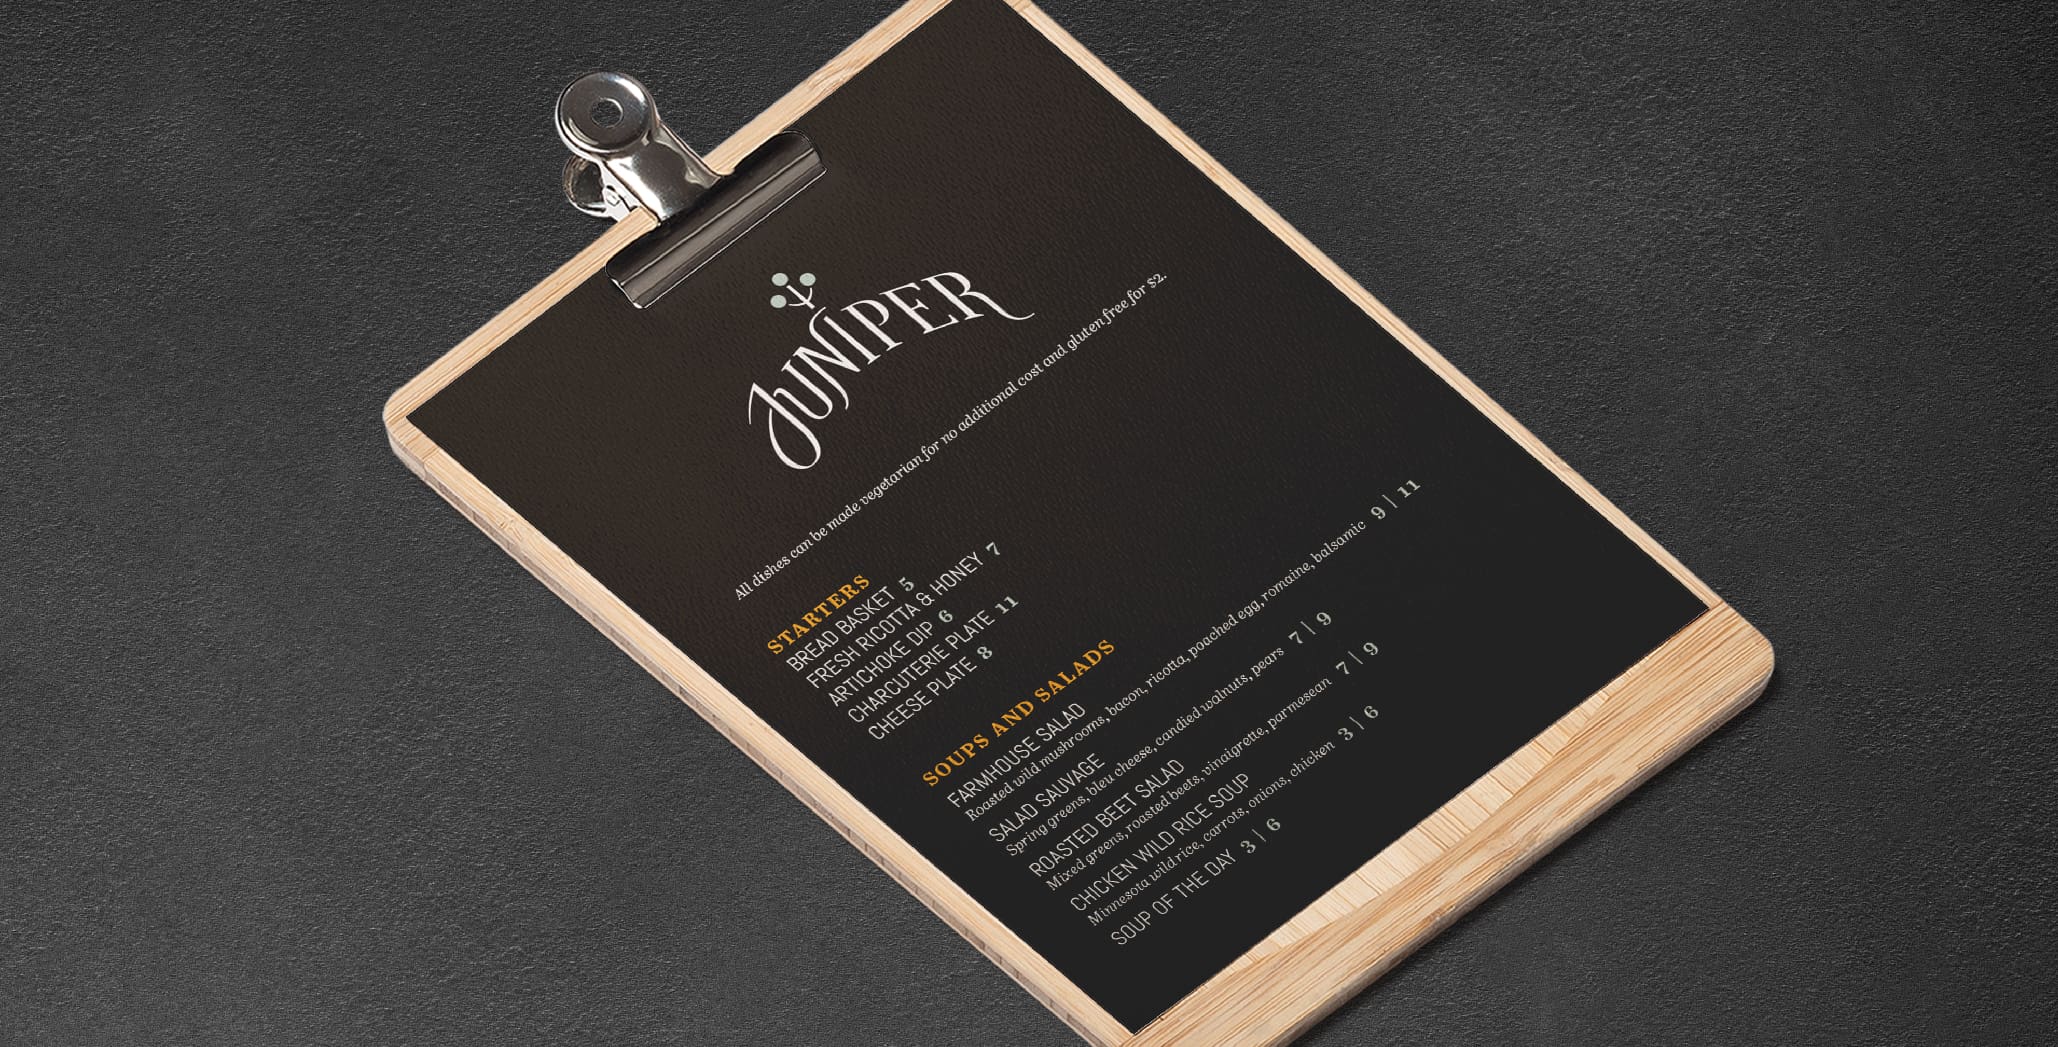 JUNIPER
All dishes can be made vegetarian for no additional cost and gluten free for $2.
STARTERS
BREAD BASKET 5
FRESH RICOTTA & HONEY 7
ARTICHOKE DIP 6
CHARCUTERIE PLATE 11
CHEESE PLATE 8
SOUPS AND SALADS
FARMHOUSE SALAD
Roasted wild mushrooms, bacon, ricotta, poached egg, romaine, balsamic 9 | 11
SALAD SAUVAGE
Spring greens, bleu cheese, candied walnuts, pears 7 | 9
ROASTED BEET SALAD
Mixed greens, roasted beets, vinaigrette, parmesean 7 | 9
CHICKEN WILD RICE SOUP
Minnesota wild rice, carrots, onions, chicken 3 | 6
SOUP OF THE DAY 3 | 6